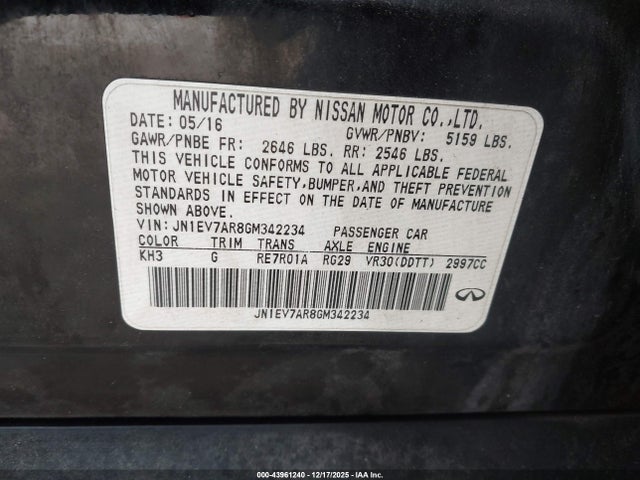 MANUFACTURED BY NISSAN MOTOR CO.,LTD.
DATE: 05/16 GVWR/PNBV: 5159 LBS.
GAWR/PNBE FR: 2646 LBS. RR: 2546 LBS.
THIS VEHICLE CONFORMS TO ALL APPLICABLE FEDERAL
MOTOR VEHICLE SAFETY,BUMPER,AND THEFT PREVENTION
STANDARDS IN EFFECT ON THE DATE OF MANUFACTURE
SHOWN ABOVE.
VIN: JN1EV7AR8GM342234 PASSENGER CAR
COLOR TRIM TRANS AXLE ENGINE
KH3 G RE7R01A RG29 VR30(DDTT) 2997CC
JN1EV7AR8GM342234
000-43961240 - 12/17/2025 - IAA Inc.